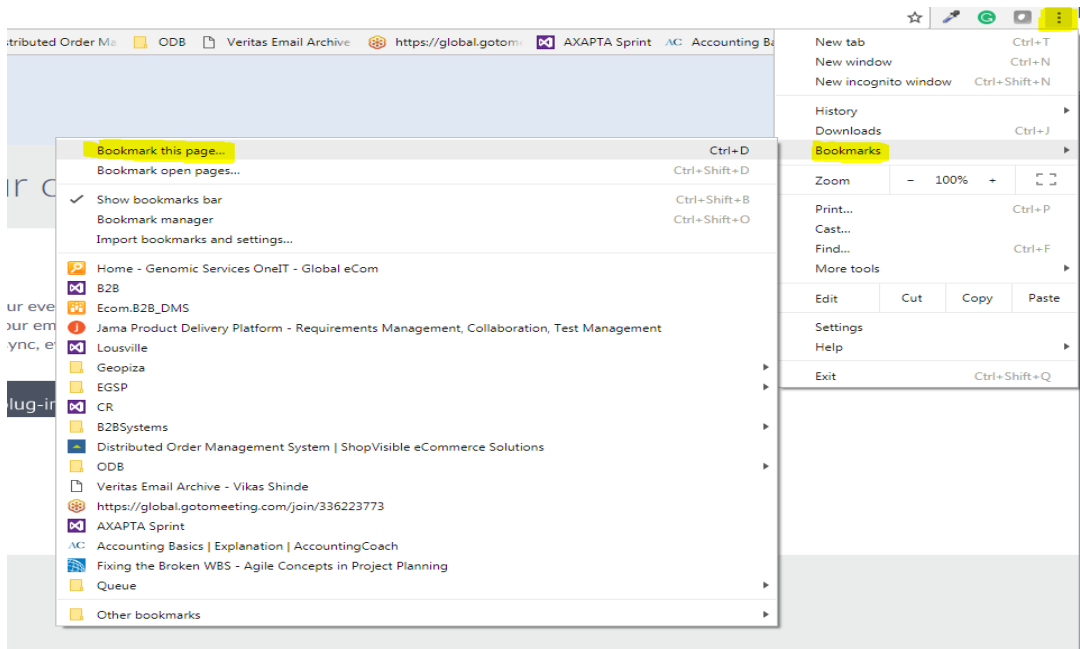 tributed Order Ma ODB Veritas Email Archive https://global.gotome AXAPTA Sprint AC Accounting Ba
New tab Ctrl+T
New window Ctrl+N
New incognito window Ctrl+Shift+N
History
Downloads Ctrl+J
Bookmarks
Zoom - 100% +
Print... Ctrl+P
Cast...
Find... Ctrl+F
More tools
Edit Cut Copy Paste
Settings
Help
Exit Ctrl+Shift+Q
Bookmark this page... Ctrl+D
Bookmark open pages... Ctrl+Shift+D
Show bookmarks bar Ctrl+Shift+B
Bookmark manager Ctrl+Shift+O
Import bookmarks and settings...
Home - Genomic Services OneIT - Global eCom
B2B
Ecom.B2B_DMS
Jama Product Delivery Platform - Requirements Management, Collaboration, Test Management
Lousville
Geopiza
EGSP
CR
B2BSystems
Distributed Order Management System | ShopVisible eCommerce Solutions
ODB
Veritas Email Archive - Vikas Shinde
https://global.gotomeeting.com/join/336223773
AXAPTA Sprint
AC Accounting Basics | Explanation | AccountingCoach
Fixing the Broken WBS - Agile Concepts in Project Planning
Queue
Other bookmarks
ur c
ur eve
our em
ync, e
lug-in